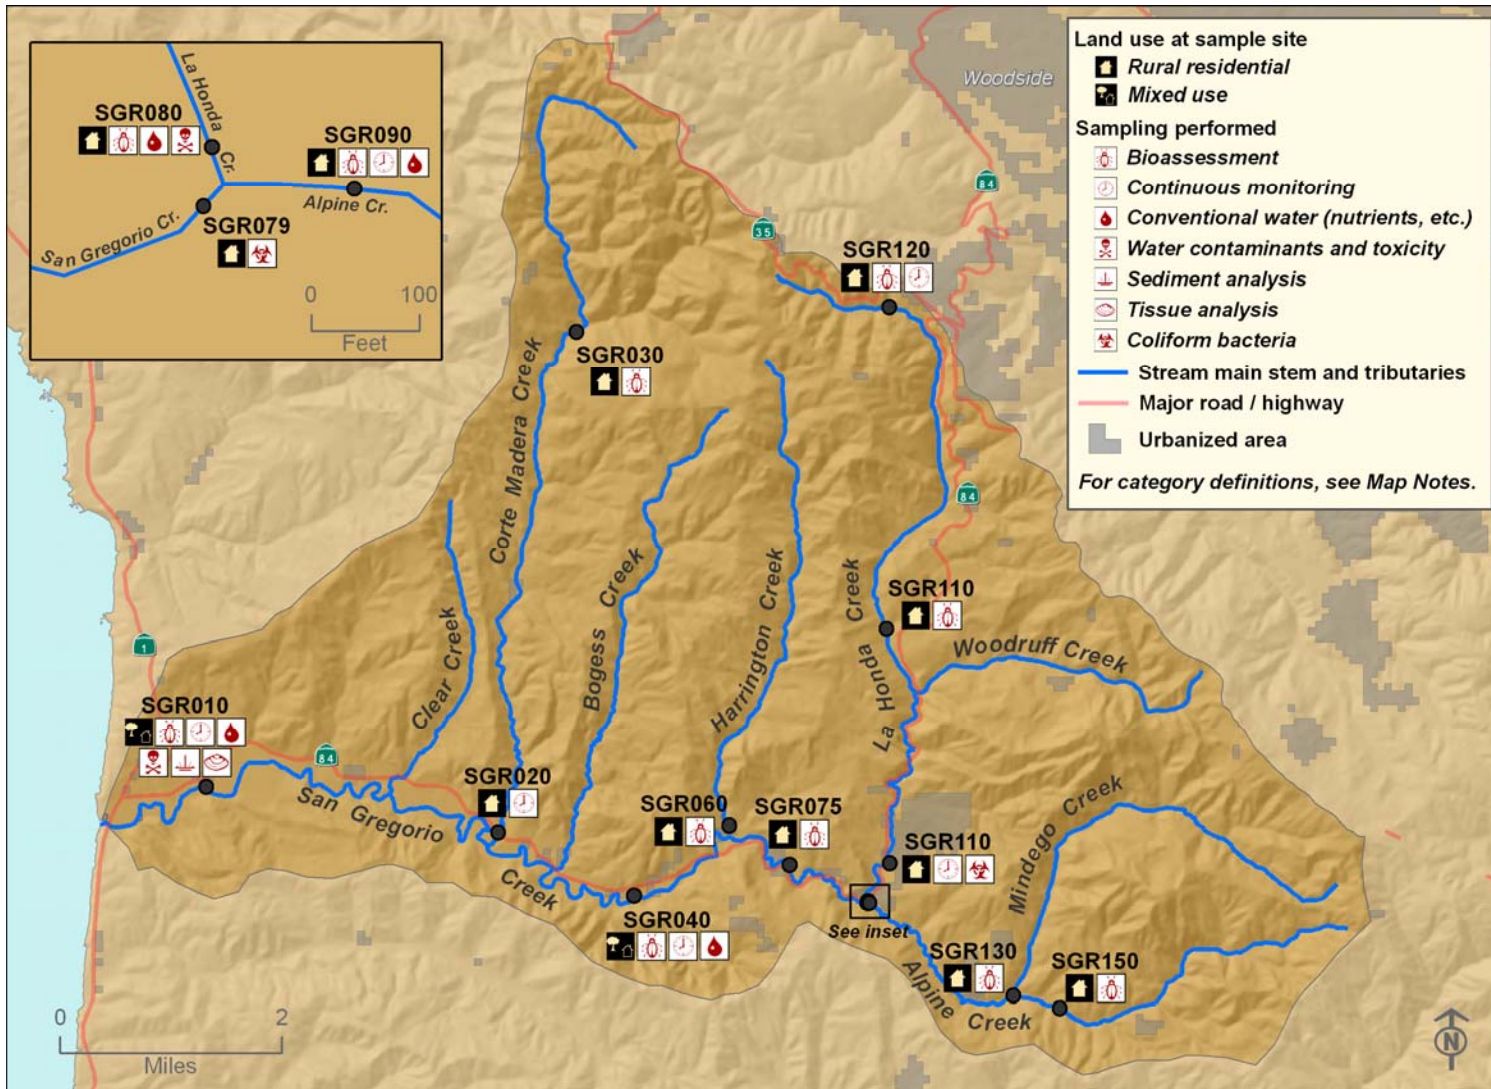 La Honda
Cr.
SGR080
SGR090
Alpine Cr.
San Gregorio Cr.
SGR079
0 100
Feet
Land use at sample site
Rural residential
Mixed use
Sampling performed
Bioassessment
Continuous monitoring
Conventional water (nutrients, etc.)
Water contaminants and toxicity
Sediment analysis
Tissue analysis
Coliform bacteria
Stream main stem and tributaries
Major road / highway
Urbanized area
For category definitions, see Map Notes.
Woodside
84
35
SGR120
SGR030
Corte Madera Creek
84
Bogess Creek
Harrington Creek
La Honda Creek
SGR110
Clear Creek
Woodruff Creek
1
SGR010
84
San Gregorio
Creek
SGR020
SGR060
SGR075
SGR110
Mindego Creek
SGR040
See inset
SGR130
SGR150
Alpine
Creek
0 2
Miles
N